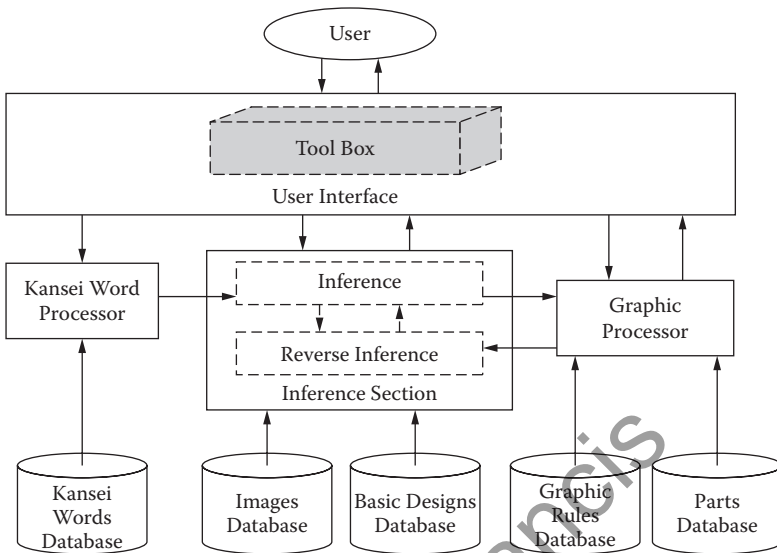 User
Tool Box
User Interface
Kansei Word
Processor
Inference
Reverse Inference
Inference Section
Graphic
Processor
Kansei
Words
Database
Images
Database
Basic Designs
Database
Graphic
Rules
Database
Parts
Database
ncis